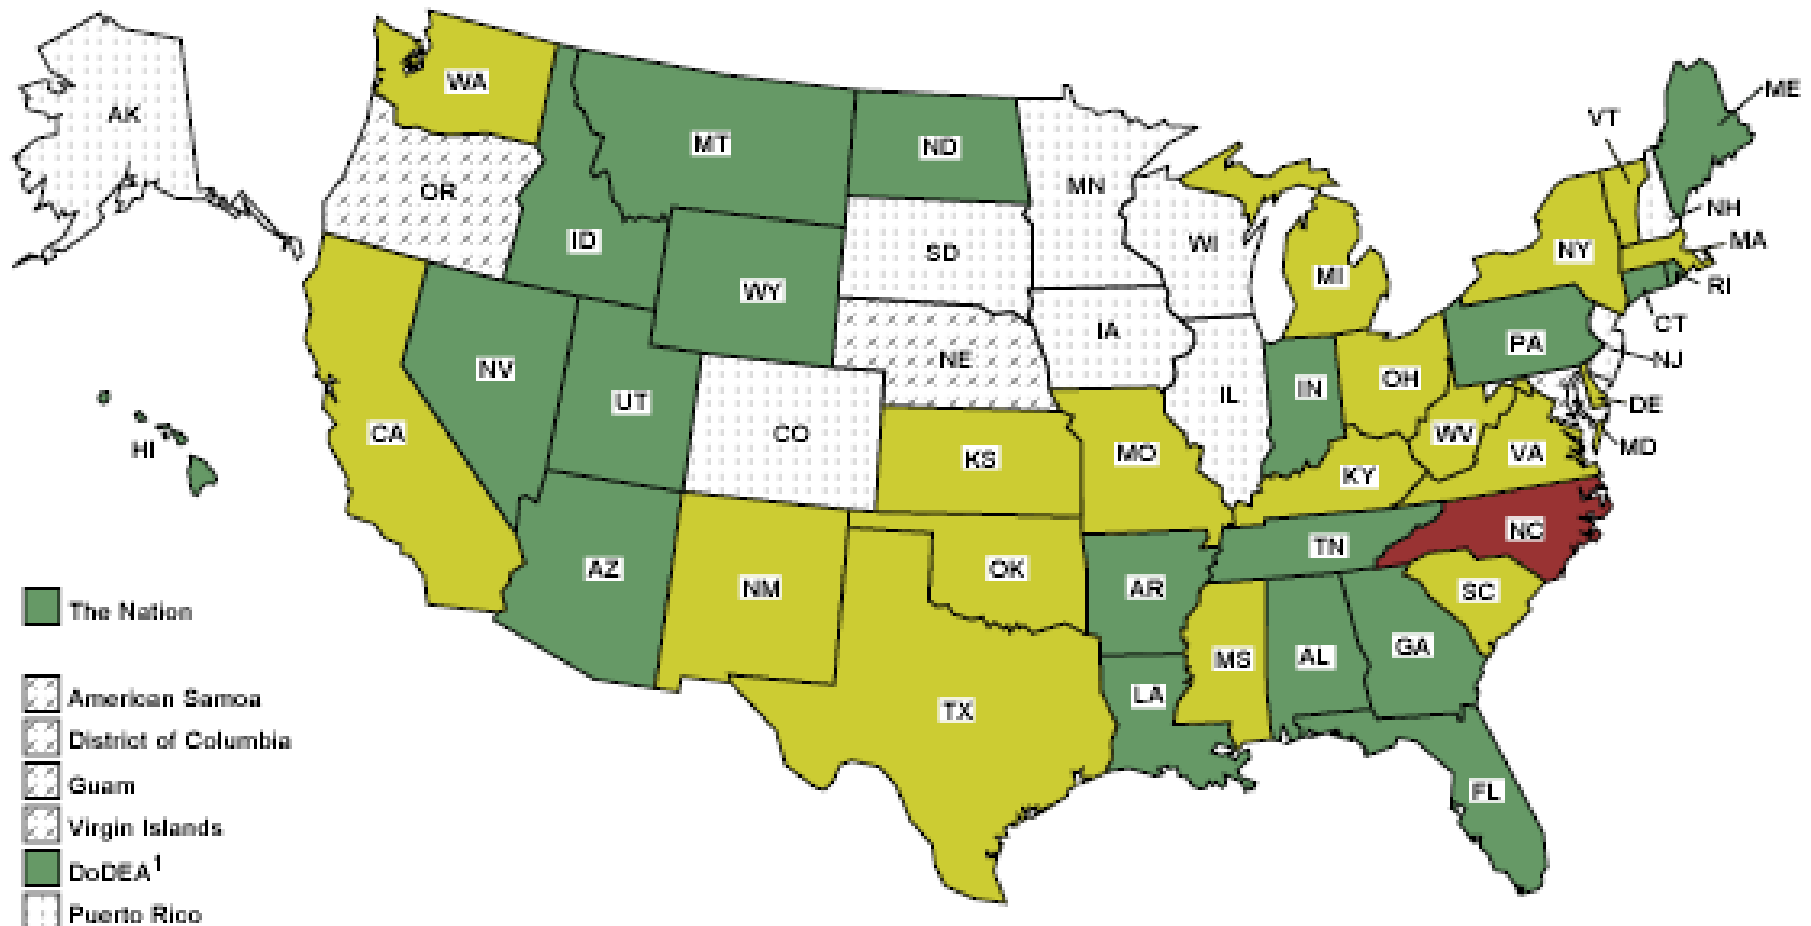 AK
WA
MT
ND
MN
ME
VT
OR
ID
SD
WI
NH
NY
MA
MI
WY
RI
CT
IA
NE
PA
NJ
NV
UT
IL
IN
OH
DE
CO
CA
HI
KS
MO
WV
VA
MD
KY
NC
TN
AZ
NM
OK
AR
SC
The Nation
MS
AL
GA
LA
American Samoa
TX
District of Columbia
Guam
FL
Virgin Islands
DoDEA1
Puerto Rico